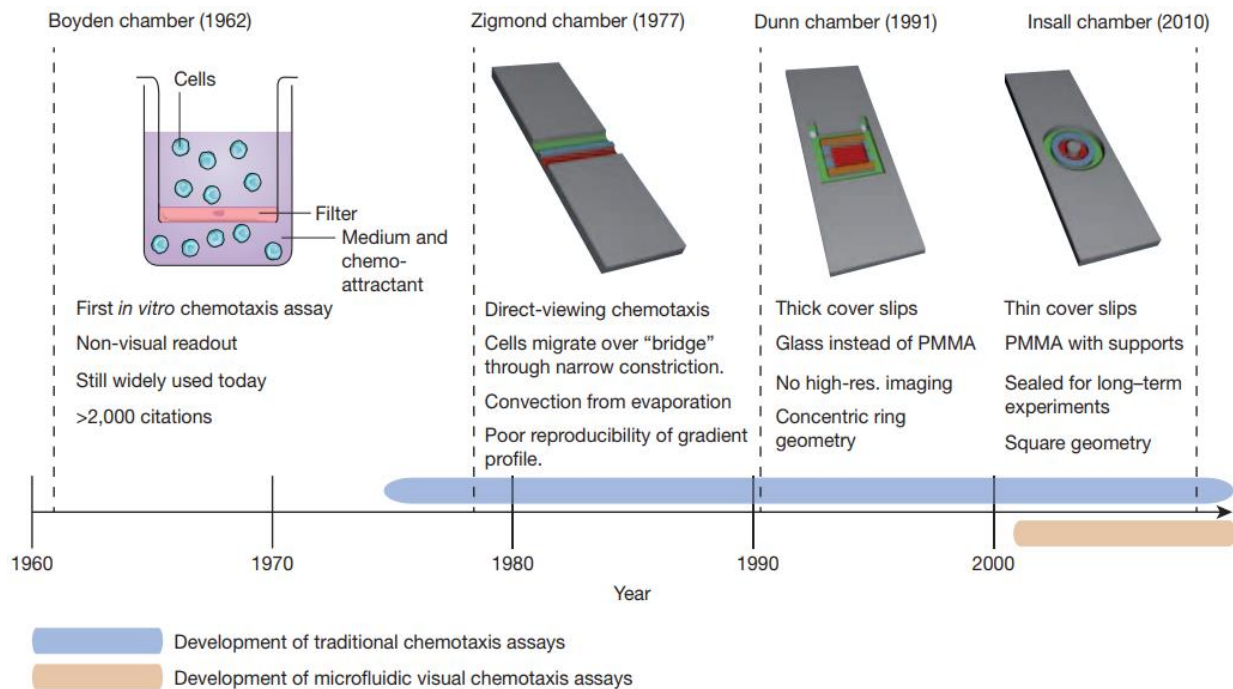 Boyden chamber (1962)
Zigmond chamber (1977)
Dunn chamber (1991)
Insall chamber (2010)
Cells
Filter
Medium and
chemo-
attractant
First in vitro chemotaxis assay
Non-visual readout
Still widely used today
>2,000 citations
Direct-viewing chemotaxis
Cells migrate over “bridge”
through narrow constriction.
Convection from evaporation
Poor reproducibility of gradient
profile.
Thick cover slips
Glass instead of PMMA
No high-res. imaging
Concentric ring
geometry
Thin cover slips
PMMA with supports
Sealed for long–term
experiments
Square geometry
1960
1970
1980
1990
2000
Year
Development of traditional chemotaxis assays
Development of microfluidic visual chemotaxis assays